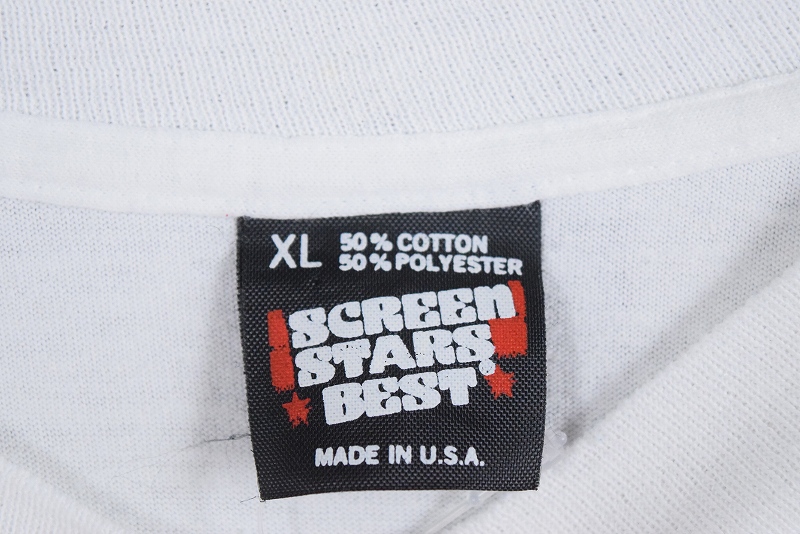 XL 50% COTTON
50% POLYESTER
SCREEN
STARS
BEST®
MADE IN U.S.A.